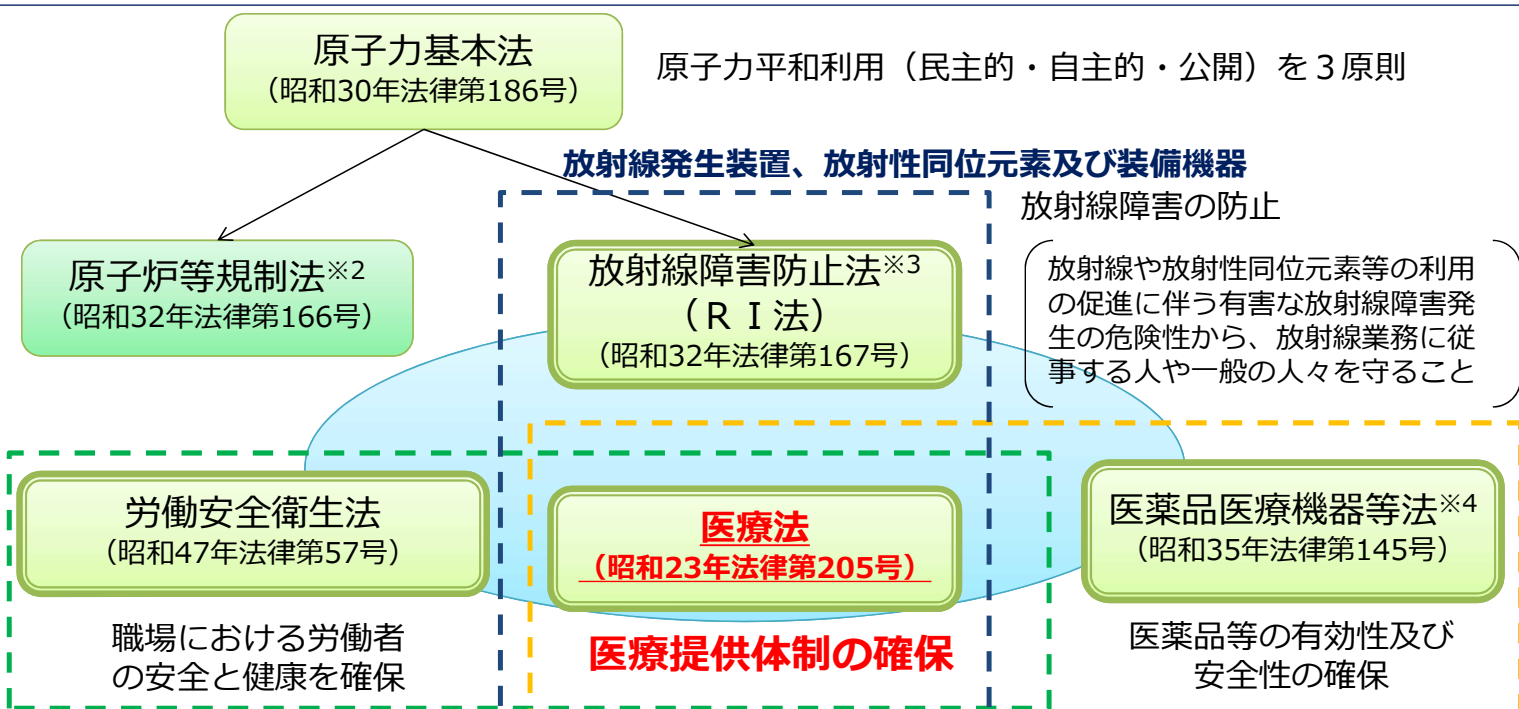 原子力基本法
（昭和30年法律第186号）
原子力平和利用（民主的・自主的・公開）を３原則
放射線発生装置、放射性同位元素及び装備機器
放射線障害の防止
原子炉等規制法※2
（昭和32年法律第166号）
放射線障害防止法※3
（ＲＩ法）
（昭和32年法律第167号）
放射線や放射性同位元素等の利用
の促進に伴う有害な放射線障害発
生の危険性から、放射線業務に従
事する人や一般の人々を守ること
労働安全衛生法
（昭和47年法律第57号）
医療法
（昭和23年法律第205号）
医薬品医療機器等法※4
（昭和35年法律第145号）
職場における労働者
の安全と健康を確保
医療提供体制の確保
医薬品等の有効性及び
安全性の確保